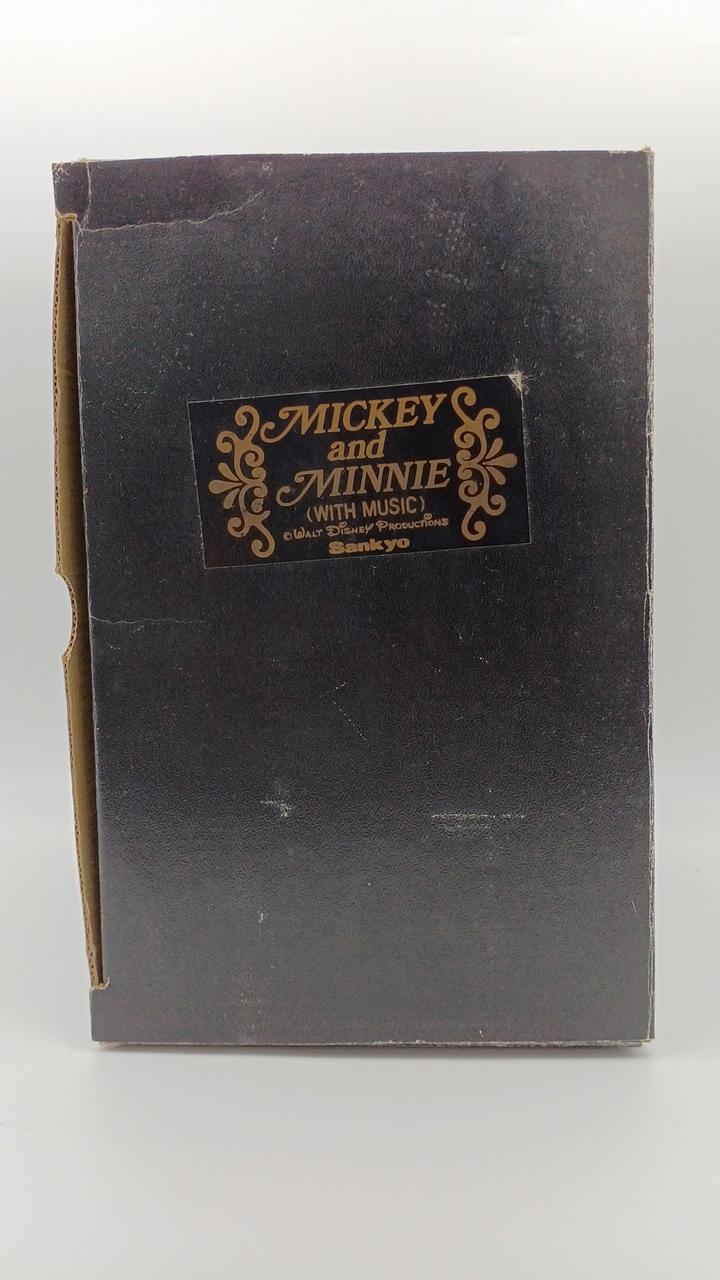 MICKEY
and
MINNIE
(WITH MUSIC)
©WALT DISNEY PRODUCTIONS
Sankyo